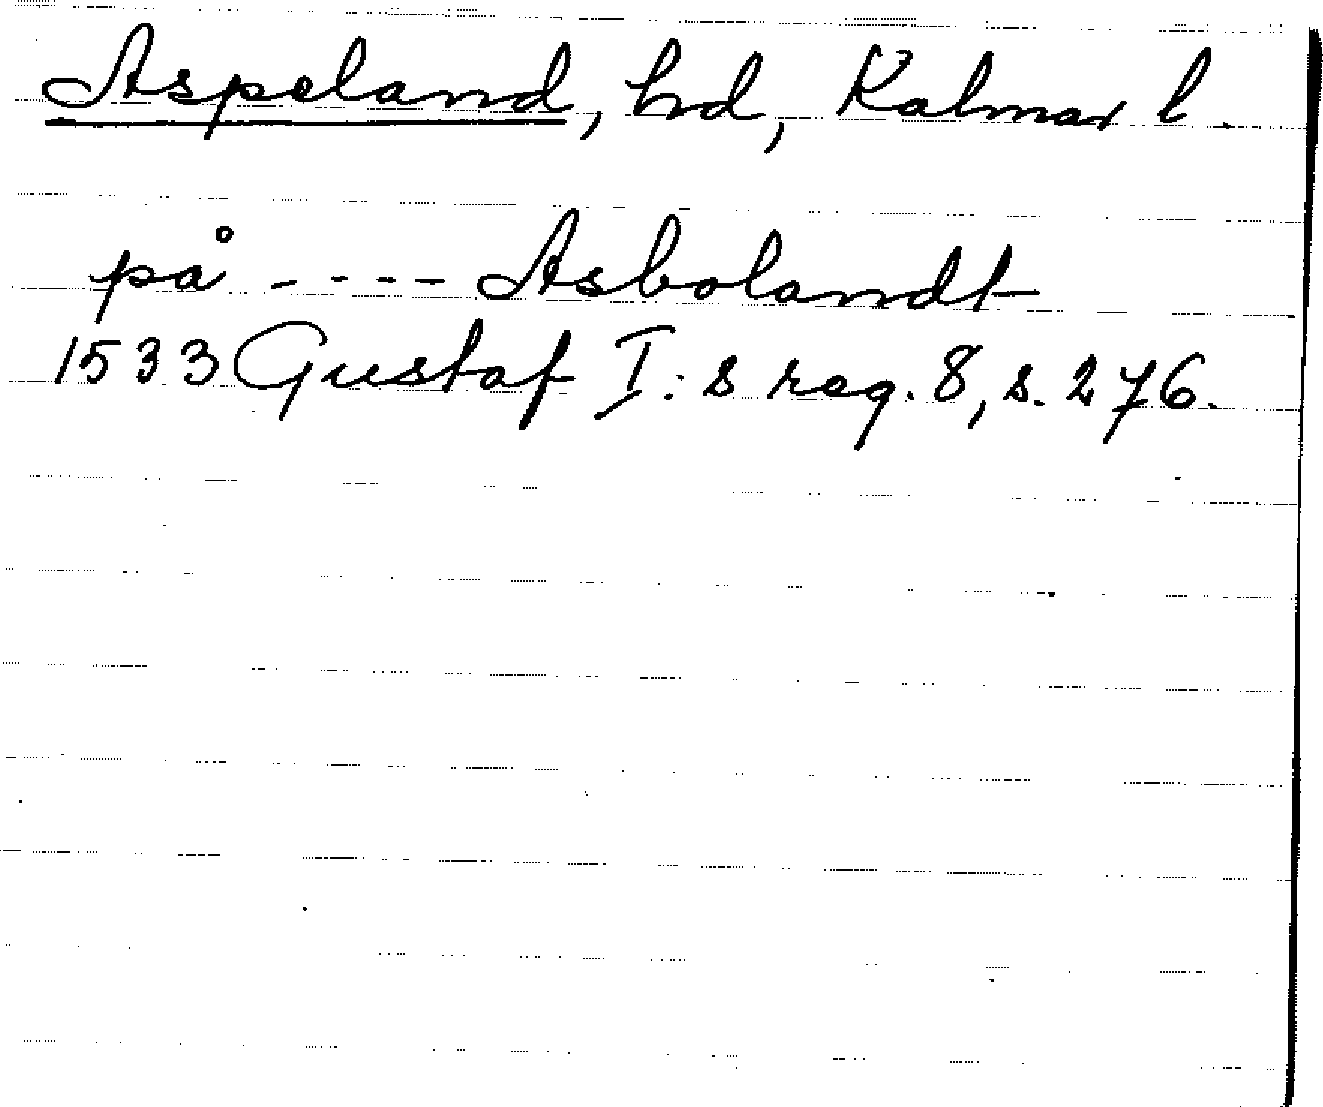 Aspeland, hd, Kalmar l.
på - - - - Asbolandt
1533 Gustaf I:s reg. 8, s. 276.